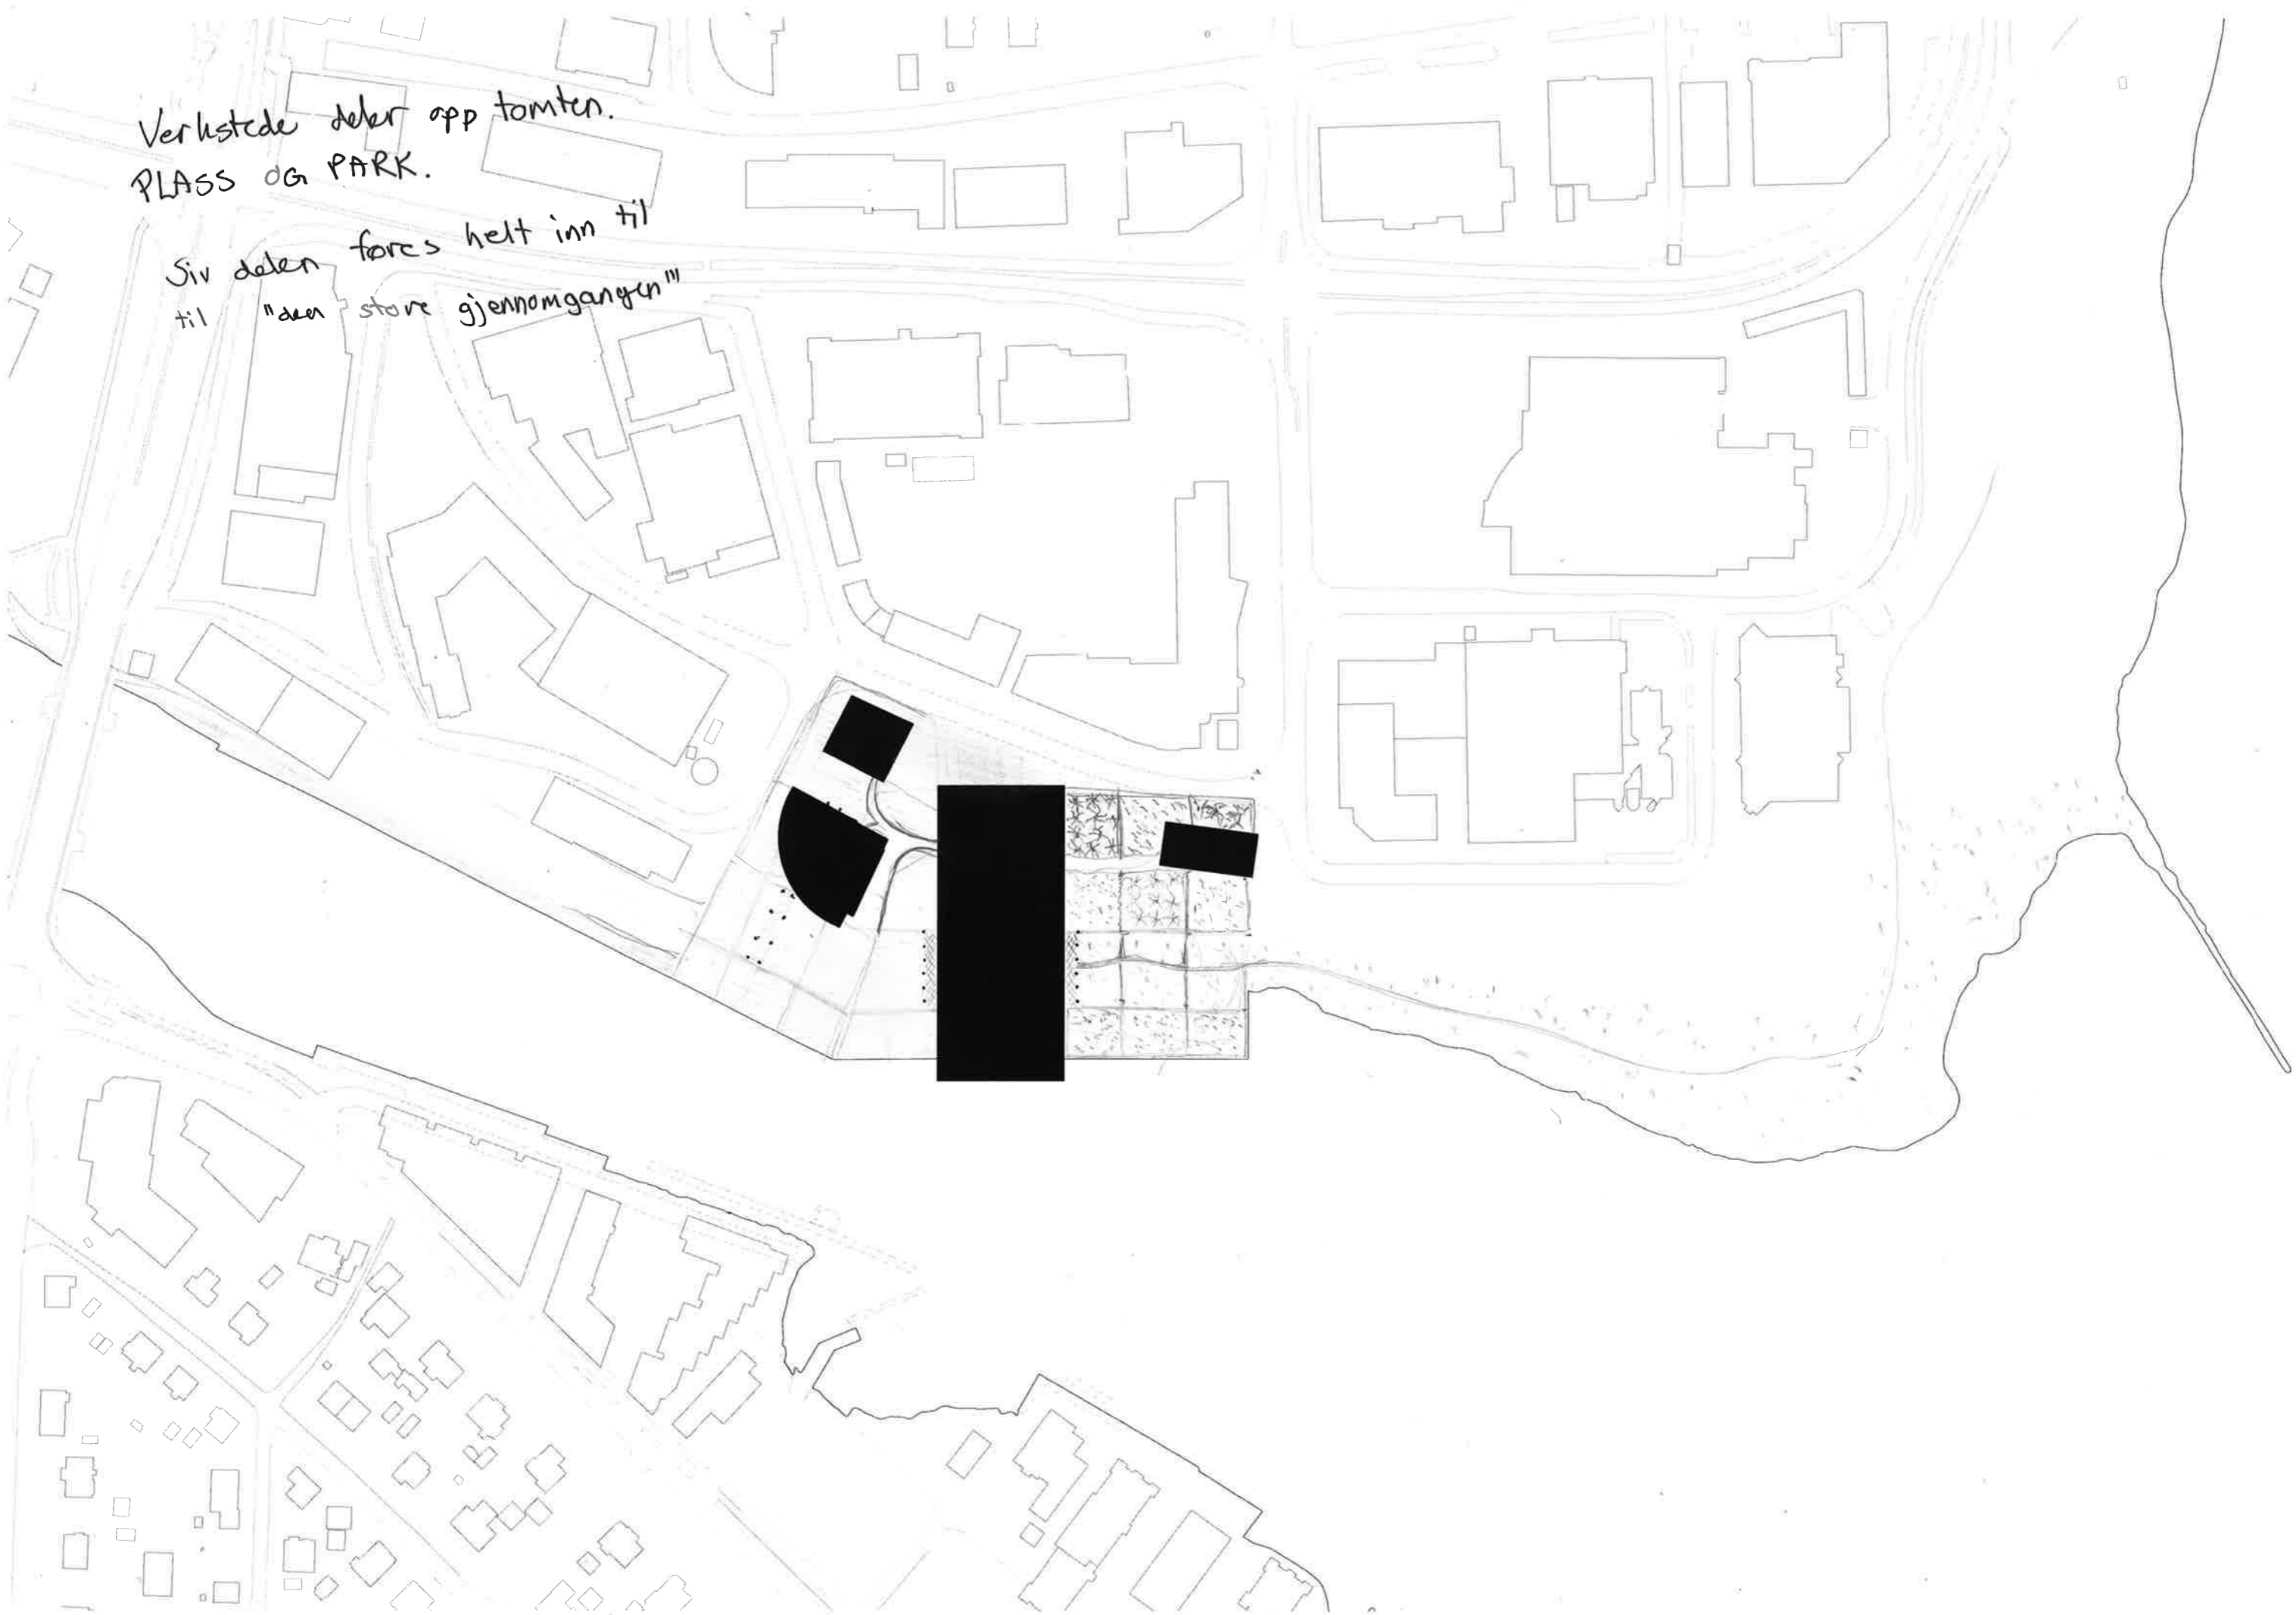 Verkstede deler opp tomten.
PLASS OG PARK.
Siv delen føres helt inn til
til "den store gjennomgangen"